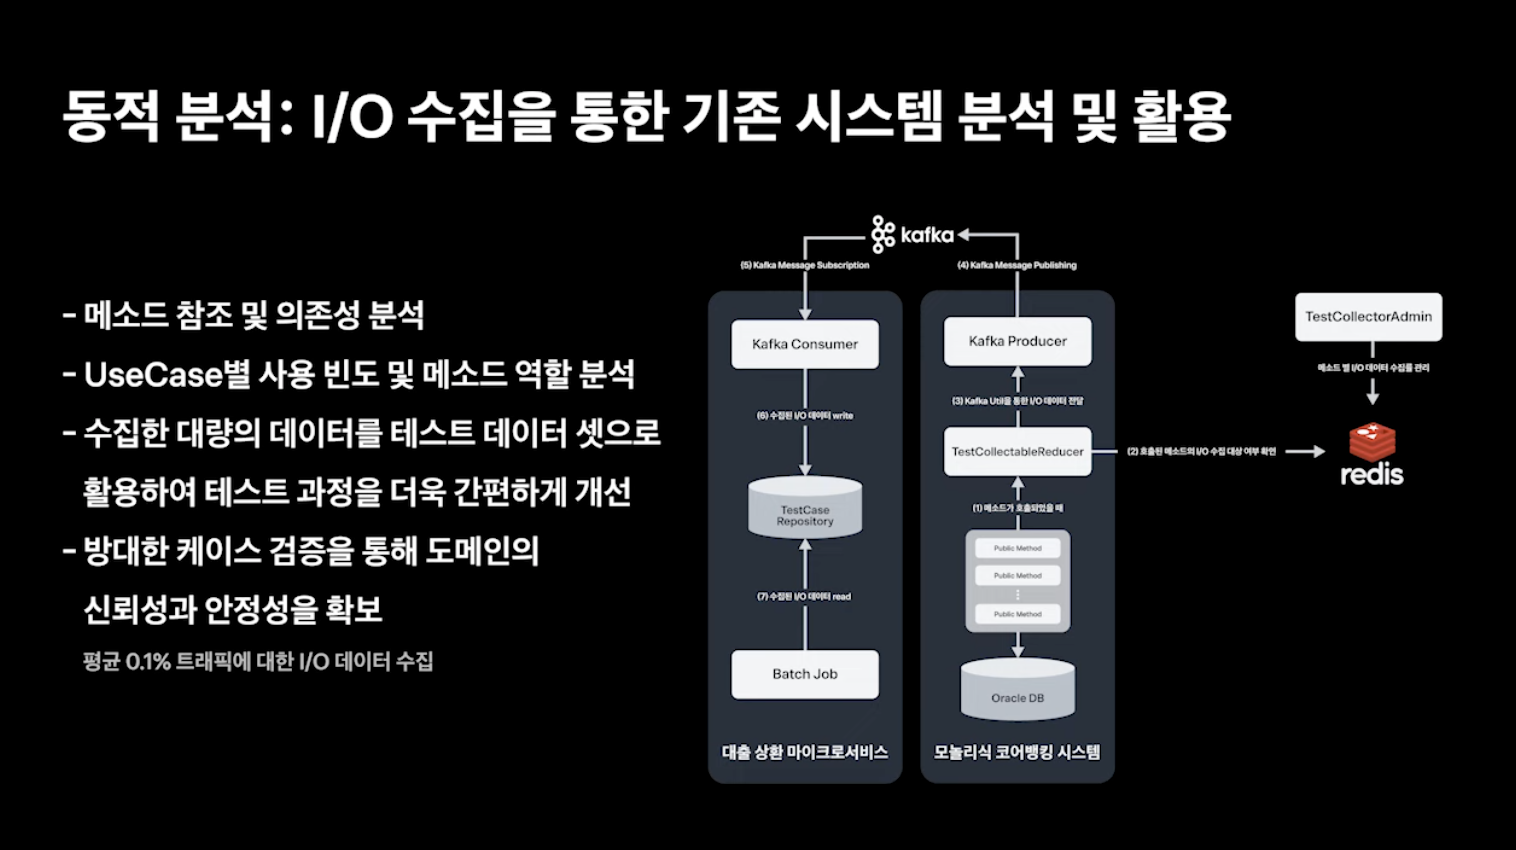 동적 분석: I/O 수집을 통한 기존 시스템 분석 및 활용
- 메소드 참조 및 의존성 분석
- UseCase별 사용 빈도 및 메소드 역할 분석
- 수집한 대량의 데이터를 테스트 데이터 셋으로
활용하여 테스트 과정을 더욱 간편하게 개선
- 방대한 케이스 검증을 통해 도메인의
신뢰성과 안정성을 확보
평균 0.1% 트래픽에 대한 I/O 데이터 수집
kafka
(5) Kafka Message Subscription
(4) Kafka Message Publishing
Kafka Consumer
(6) 수집된 I/O 데이터 write
TestCase
Repository
(7) 수집된 I/O 데이터 read
Batch Job
대출 상환 마이크로서비스
Kafka Producer
(3) Kafka Util을 통한 I/O 데이터 전달
TestCollectableReducer
(2) 호출된 메소드의 I/O 수집 대상 여부 확인
(1) 메소드가 호출되었을 때
Public Method
Public Method
Public Method
Oracle DB
모놀리식 코어뱅킹 시스템
TestCollectorAdmin
메소드 별 I/O 데이터 수집률 관리
redis